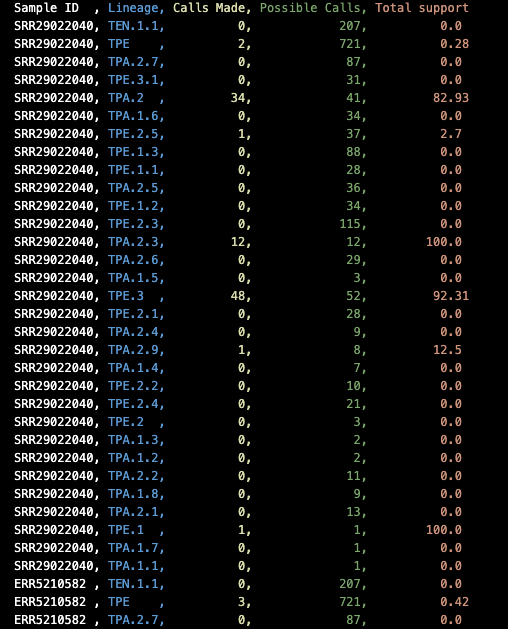 Sample ID  , Lineage, Calls Made, Possible Calls, Total support
SRR29022040, TEN.1.1,          0,            207,         0.0
SRR29022040, TPE    ,          2,            721,         0.28
SRR29022040, TPA.2.7,          0,             87,         0.0
SRR29022040, TPE.3.1,          0,             31,         0.0
SRR29022040, TPA.2  ,         34,             41,        82.93
SRR29022040, TPA.1.6,          0,             34,         0.0
SRR29022040, TPE.2.5,          1,             37,         2.7
SRR29022040, TPE.1.3,          0,             88,         0.0
SRR29022040, TPE.1.1,          0,             28,         0.0
SRR29022040, TPA.2.5,          0,             36,         0.0
SRR29022040, TPE.1.2,          0,             34,         0.0
SRR29022040, TPE.2.3,          0,            115,         0.0
SRR29022040, TPA.2.3,         12,             12,       100.0
SRR29022040, TPA.2.6,          0,             29,         0.0
SRR29022040, TPA.1.5,          0,              3,         0.0
SRR29022040, TPE.3  ,         48,             52,        92.31
SRR29022040, TPE.2.1,          0,             28,         0.0
SRR29022040, TPA.2.4,          0,              9,         0.0
SRR29022040, TPA.2.9,          1,              8,        12.5
SRR29022040, TPA.1.4,          0,              7,         0.0
SRR29022040, TPE.2.2,          0,             10,         0.0
SRR29022040, TPE.2.4,          0,             21,         0.0
SRR29022040, TPE.2  ,          0,              3,         0.0
SRR29022040, TPA.1.3,          0,              2,         0.0
SRR29022040, TPA.1.2,          0,              2,         0.0
SRR29022040, TPA.2.2,          0,             11,         0.0
SRR29022040, TPA.1.8,          0,              9,         0.0
SRR29022040, TPA.2.1,          0,             13,         0.0
SRR29022040, TPE.1  ,          1,              1,       100.0
SRR29022040, TPA.1.7,          0,              1,         0.0
SRR29022040, TPA.1.1,          0,              1,         0.0
ERR5210582 , TEN.1.1,          0,            207,         0.0
ERR5210582 , TPE    ,          3,            721,         0.42
ERR5210582 , TPA.2.7,          0,             87,         0.0